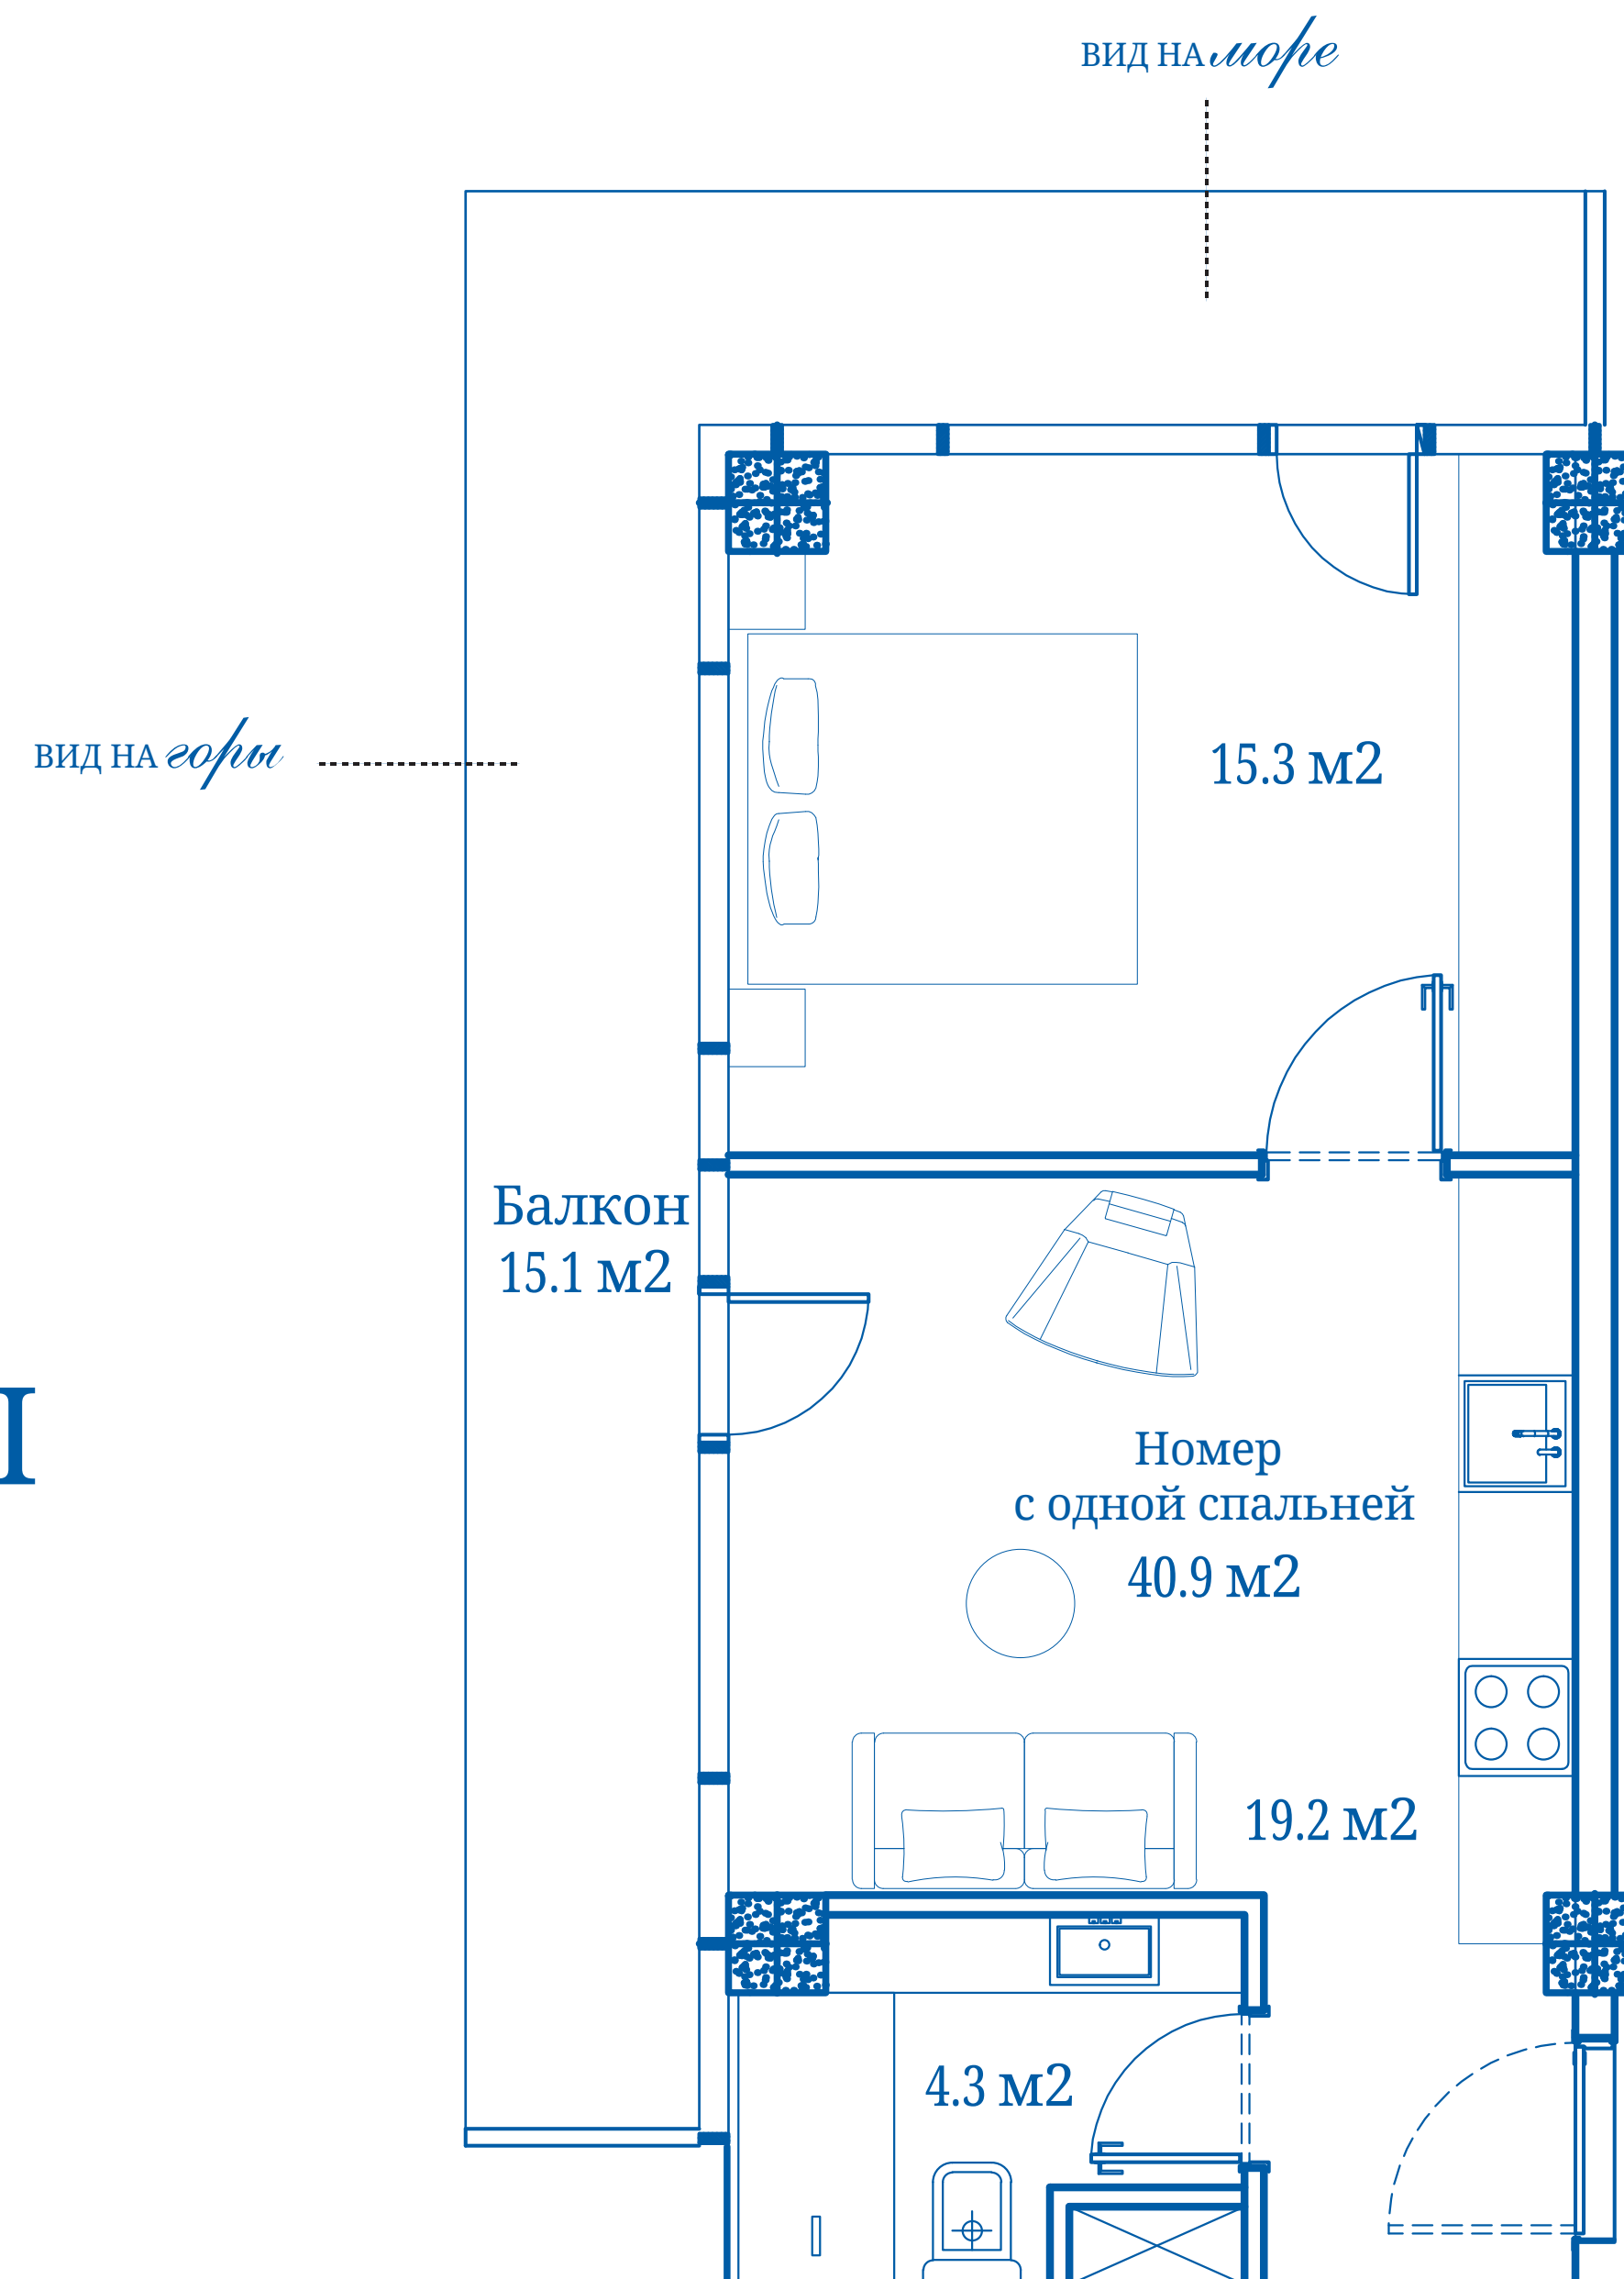 вид на море
15.3 м2
вид на горы
Балкон
15.1 м2
Номер
с одной спальней
40.9 м2
19.2 м2
4.3 м2